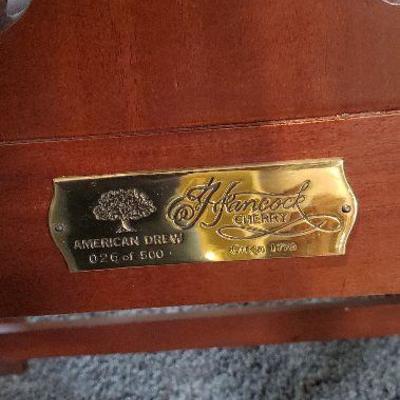 AMERICAN DREW
026 of 500
J Hancock
CHERRY